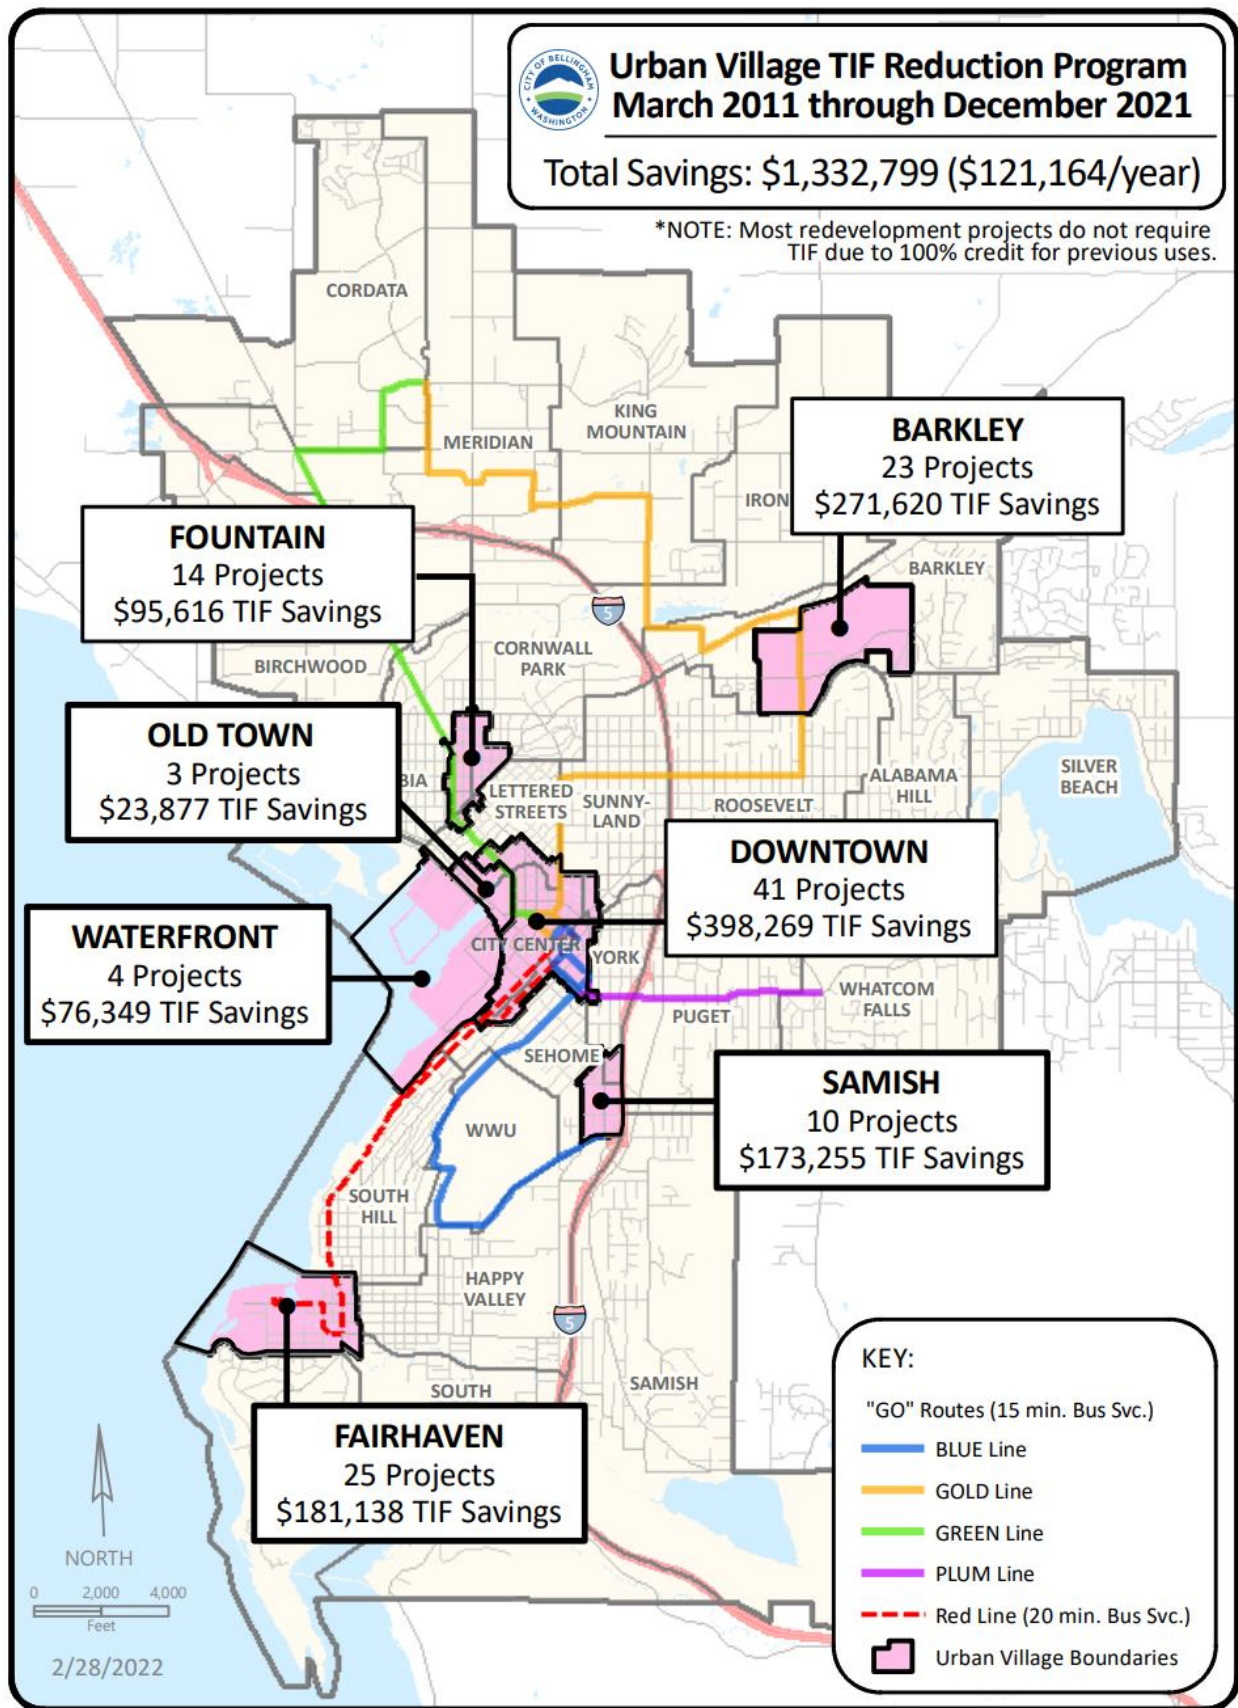 CITY OF BELLINGHAM
WASHINGTON
Urban Village TIF Reduction Program
March 2011 through December 2021
Total Savings: $1,332,799 ($121,164/year)
*NOTE: Most redevelopment projects do not require
TIF due to 100% credit for previous uses.
CORDATA
KING
MOUNTAIN
MERIDIAN
BARKLEY
23 Projects
$271,620 TIF Savings
IRON
FOUNTAIN
14 Projects
$95,616 TIF Savings
BARKLEY
5
CORNWALL
PARK
BIRCHWOOD
OLD TOWN
3 Projects
$23,877 TIF Savings
BIA
LETTERED
STREETS
SUNNY-
LAND
ROOSEVELT
ALABAMA
HILL
SILVER
BEACH
DOWNTOWN
41 Projects
$398,269 TIF Savings
WATERFRONT
4 Projects
$76,349 TIF Savings
CITY CENTER
YORK
PUGET
WHATCOM
FALLS
SEHOME
SAMISH
10 Projects
$173,255 TIF Savings
WWU
SOUTH
HILL
HAPPY
VALLEY
5
SOUTH
SAMISH
FAIRHAVEN
25 Projects
$181,138 TIF Savings
KEY:
"GO" Routes (15 min. Bus Svc.)
BLUE Line
GOLD Line
GREEN Line
PLUM Line
Red Line (20 min. Bus Svc.)
Urban Village Boundaries
NORTH
0 2,000 4,000
Feet
2/28/2022